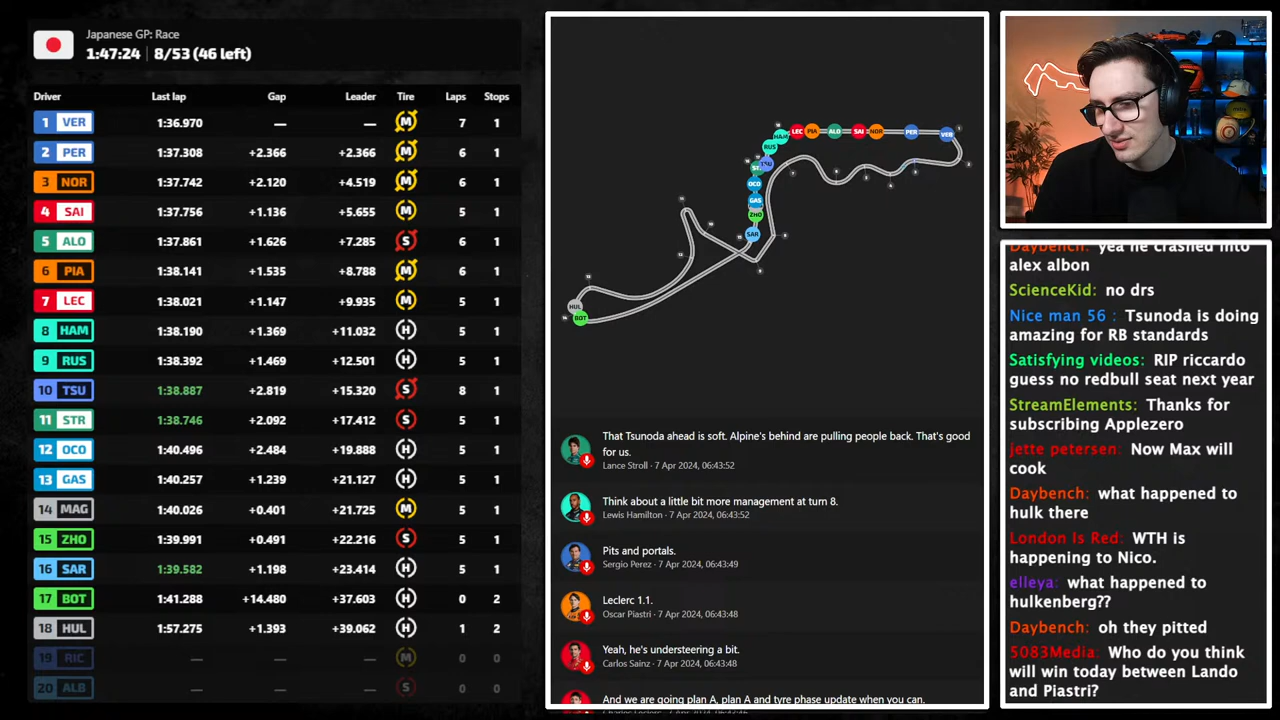 Japanese GP: Race
1:47:24 | 8/53 (46 left)
Driver Last lap Gap Leader Tire Laps Stops
1 VER 1:36.970 — — M 7 1
2 PER 1:37.308 +2.366 +2.366 M 6 1
3 NOR 1:37.742 +2.120 +4.519 M 6 1
4 SAI 1:37.756 +1.136 +5.655 M 5 1
5 ALO 1:37.861 +1.626 +7.285 S 6 1
6 PIA 1:38.141 +1.535 +8.788 M 6 1
7 LEC 1:38.021 +1.147 +9.935 M 5 1
8 HAM 1:38.190 +1.369 +11.032 H 5 1
9 RUS 1:38.392 +1.469 +12.501 H 5 1
10 TSU 1:38.887 +2.819 +15.320 S 8 1
11 STR 1:38.746 +2.092 +17.412 S 5 1
12 OCO 1:40.496 +2.484 +19.896 H 5 1
13 GAS 1:40.257 +1.239 +21.127 H 5 1
14 MAG 1:40.026 +0.401 +21.725 M 5 1
15 ZHO 1:39.991 +0.491 +22.216 S 5 1
16 SAR 1:39.582 +1.198 +23.414 H 5 1
17 BOT 1:41.288 +14.480 +37.603 H 0 2
18 HUL 1:57.275 +1.393 +39.062 H 1 2
19 RIC — — — M 0 0
20 ALB — — — S 0 0
HAM LEC PIA ALO SAI NOR PER VER
RUS
TSU
OCO
GAS
ZHO
SAR
HUL
BOT
That Tsunoda ahead is soft. Alpine's behind are pulling people back. That's good
for us.
Lance Stroll · 7 Apr 2024, 06:43:52
Think about a little bit more management at turn 8.
Lewis Hamilton · 7 Apr 2024, 06:43:52
Pits and portals.
Sergio Perez · 7 Apr 2024, 06:43:49
Leclerc 1.1.
Oscar Piastri · 7 Apr 2024, 06:43:48
Yeah, he's understeering a bit.
Carlos Sainz · 7 Apr 2024, 06:43:48
And we are going plan A, plan A and tyre phase update when you can.
Daybench: yea he crashed into
alex albon
ScienceKid: no drs
Nice man 56 : Tsunoda is doing
amazing for RB standards
Satisfying videos: RIP riccardo
guess no redbull seat next year
StreamElements: Thanks for
subscribing Applezero
jette petersen: Now Max will
cook
Daybench: what happened to
hulk there
London Is Red: WTH is
happening to Nico.
elleya: what happened to
hulkenberg??
Daybench: oh they pitted
5083Media: Who do you think
will win today between Lando
and Piastri?